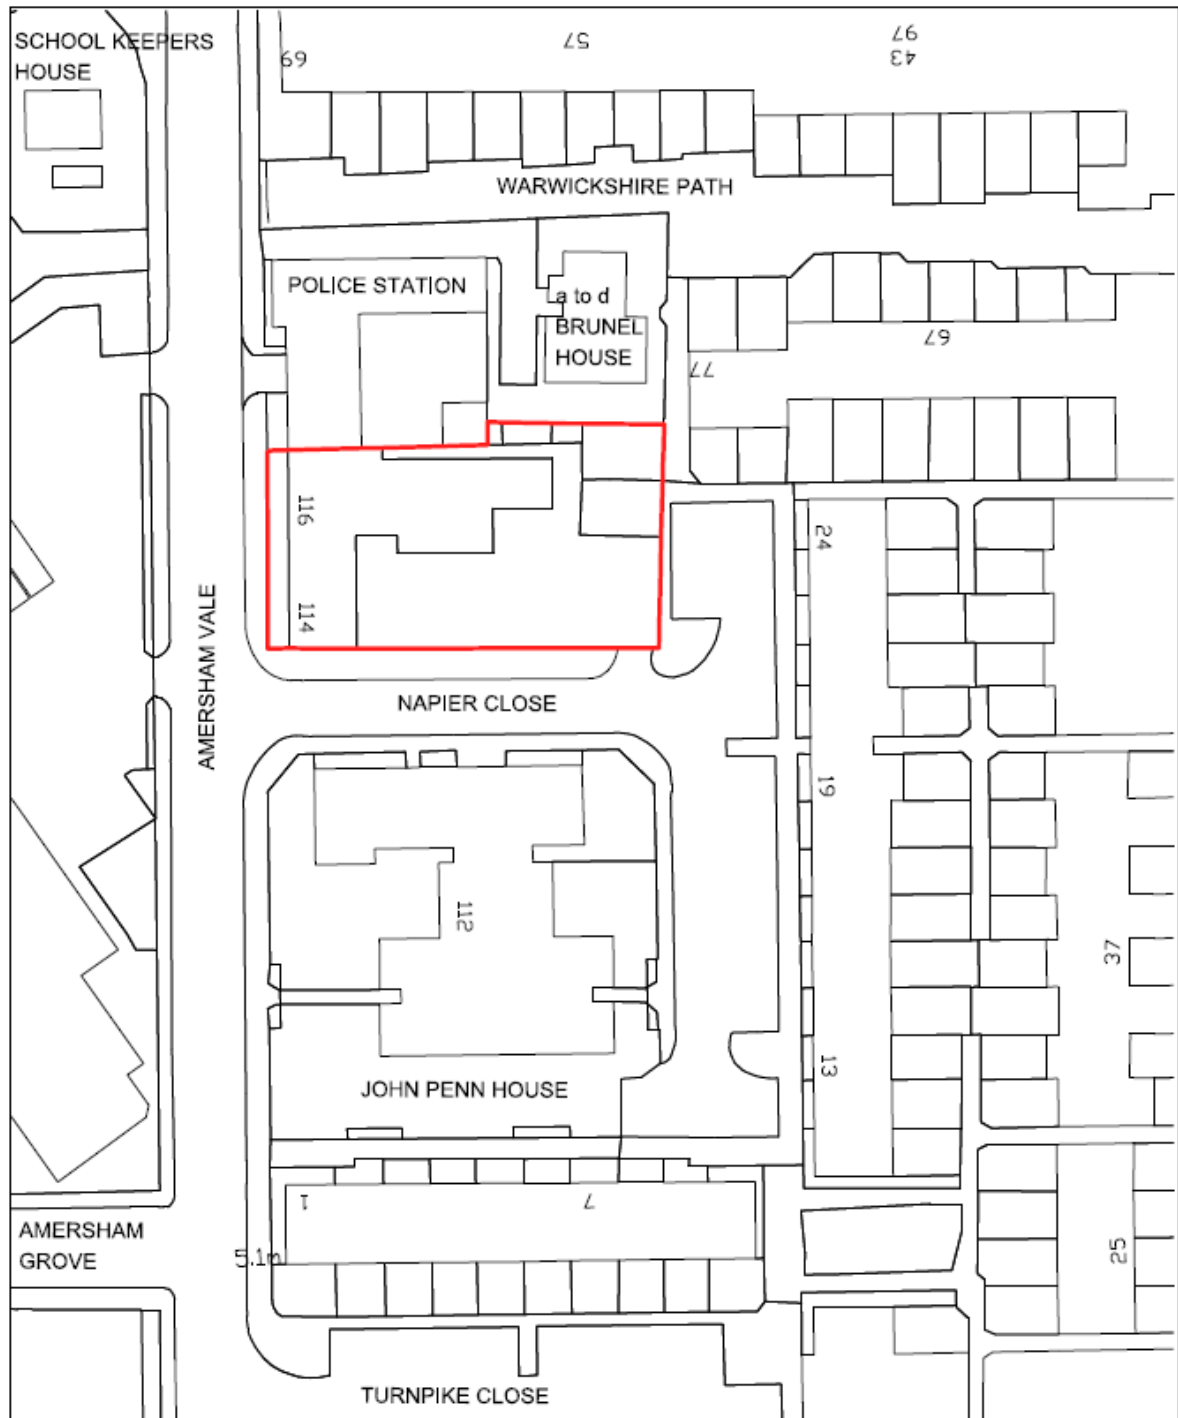 SCHOOL KEEPERS
HOUSE
69
57
97
43
WARWICKSHIRE PATH
POLICE STATION
a to d
BRUNEL
HOUSE
67
77
116
24
114
AMERSHAM VALE
NAPIER CLOSE
19
112
37
13
JOHN PENN HOUSE
1
7
AMERSHAM
GROVE
5.1m
25
TURNPIKE CLOSE